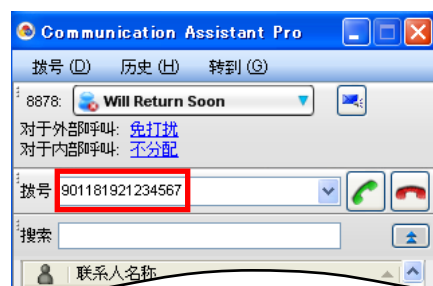 Communication Assistant Pro
拨号 (D) 历史 (H) 转到 (G)
8878: Will Return Soon
对于外部呼叫: 免打扰
对于内部呼叫: 不分配
拨号 901181921234567
搜索
联系人名称